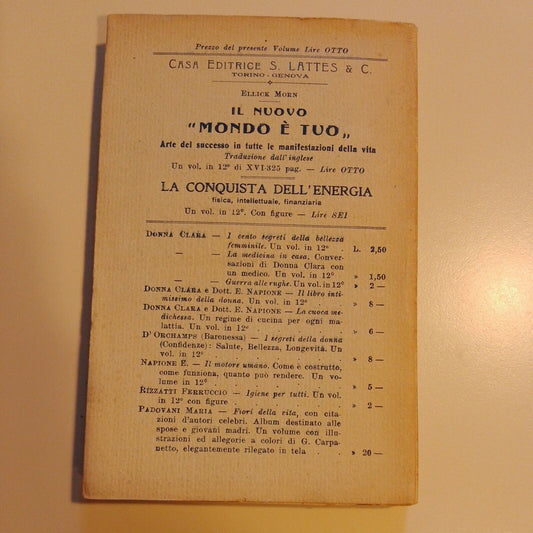 Prezzo del presente Volume Lire OTTO
CASA EDITRICE S. LATTES & C.
TORINO - GENOVA
ELLICK MORN
IL NUOVO
"MONDO È TUO„
Arte del successo in tutte le manifestazioni della vita
Traduzione dall'inglese
Un vol. in 12° di XVI-325 pag. — Lire OTTO
LA CONQUISTA DELL'ENERGIA
fisica, intellettuale, finanziaria
Un vol. in 12°. Con figure — Lire SEI
DONNA CLARA — I cento segreti della bellezza
femminile. Un vol. in 12° . L. 2,50
— — La medicina in casa. Conver-
sazioni di Donna Clara con
un medico. Un vol. in 12° » 1,50
— — Guerra alle rughe. Un vol. in 12° » 2 —
DONNA CLARA e Dott. E. NAPIONE — Il libro inti-
missimo della donna. Un vol. in 12° . » 8 —
DONNA CLARA e Dott. E. NAPIONE — La cuoca me-
dichessa. Un regime di cucina per ogni ma-
lattia. Un vol. in 12° . . . . » 6 —
D'ORCHAMPS (Baronessa) — I segreti della donna
(Confidenze): Salute, Bellezza, Longevità. Un
vol. in 12° . . . . . » 8 —
NAPIONE E. — Il motore umano. Come è costrutto,
come funziona, quanto può rendere. Un vo-
lume in 12° . . . . . » 5 —
RIZZATTI FERRUCCIO — Igiene per tutti. Un vol.
in 12° con figure . . . . » 2 —
PADOVANI MARIA — Fiori della vita, con cita-
zioni d'autori celebri. Album destinato alle
spose e giovani madri. Un volume con illu-
strazioni ed allegorie a colori di G. Carpa-
netto, elegantemente rilegato in tela . . » 20 —